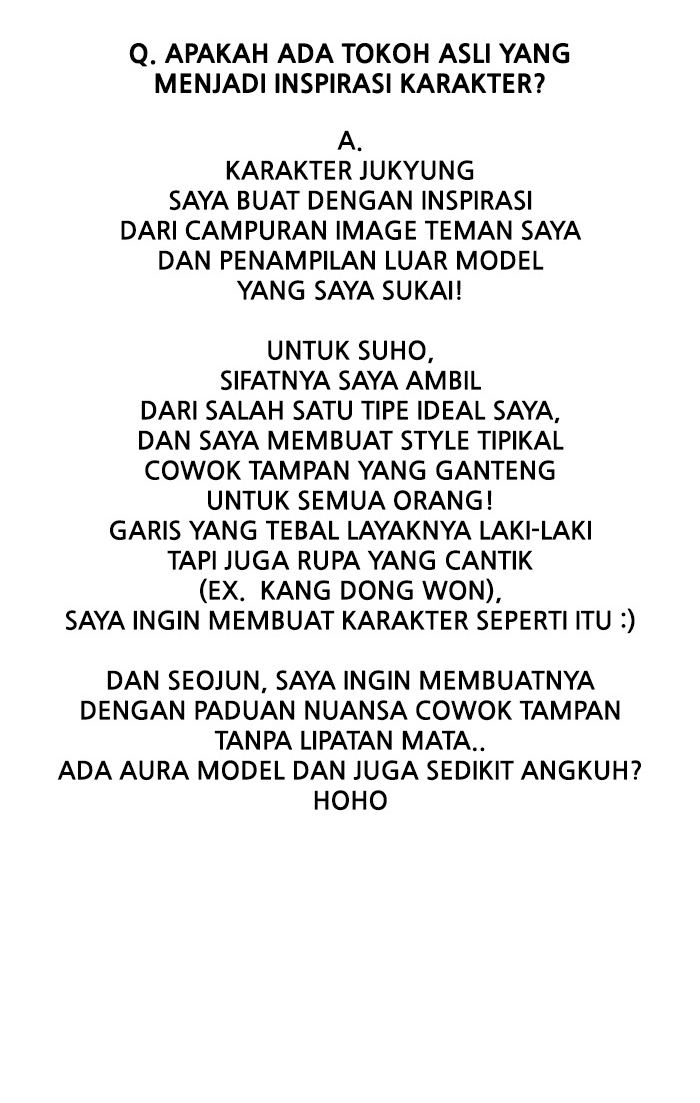 Q. APAKAH ADA TOKOH ASLI YANG
MENJADI INSPIRASI KARAKTER?
A.
KARAKTER JUKYUNG
SAYA BUAT DENGAN INSPIRASI
DARI CAMPURAN IMAGE TEMAN SAYA
DAN PENAMPILAN LUAR MODEL
YANG SAYA SUKAI!
UNTUK SUHO,
SIFATNYA SAYA AMBIL
DARI SALAH SATU TIPE IDEAL SAYA,
DAN SAYA MEMBUAT STYLE TIPIKAL
COWOK TAMPAN YANG GANTENG
UNTUK SEMUA ORANG!
GARIS YANG TEBAL LAYAKNYA LAKI-LAKI
TAPI JUGA RUPA YANG CANTIK
(EX. KANG DONG WON),
SAYA INGIN MEMBUAT KARAKTER SEPERTI ITU :)
DAN SEOJUN, SAYA INGIN MEMBUATNYA
DENGAN PADUAN NUANSA COWOK TAMPAN
TANPA LIPATAN MATA..
ADA AURA MODEL DAN JUGA SEDIKIT ANGKUH?
HOHO